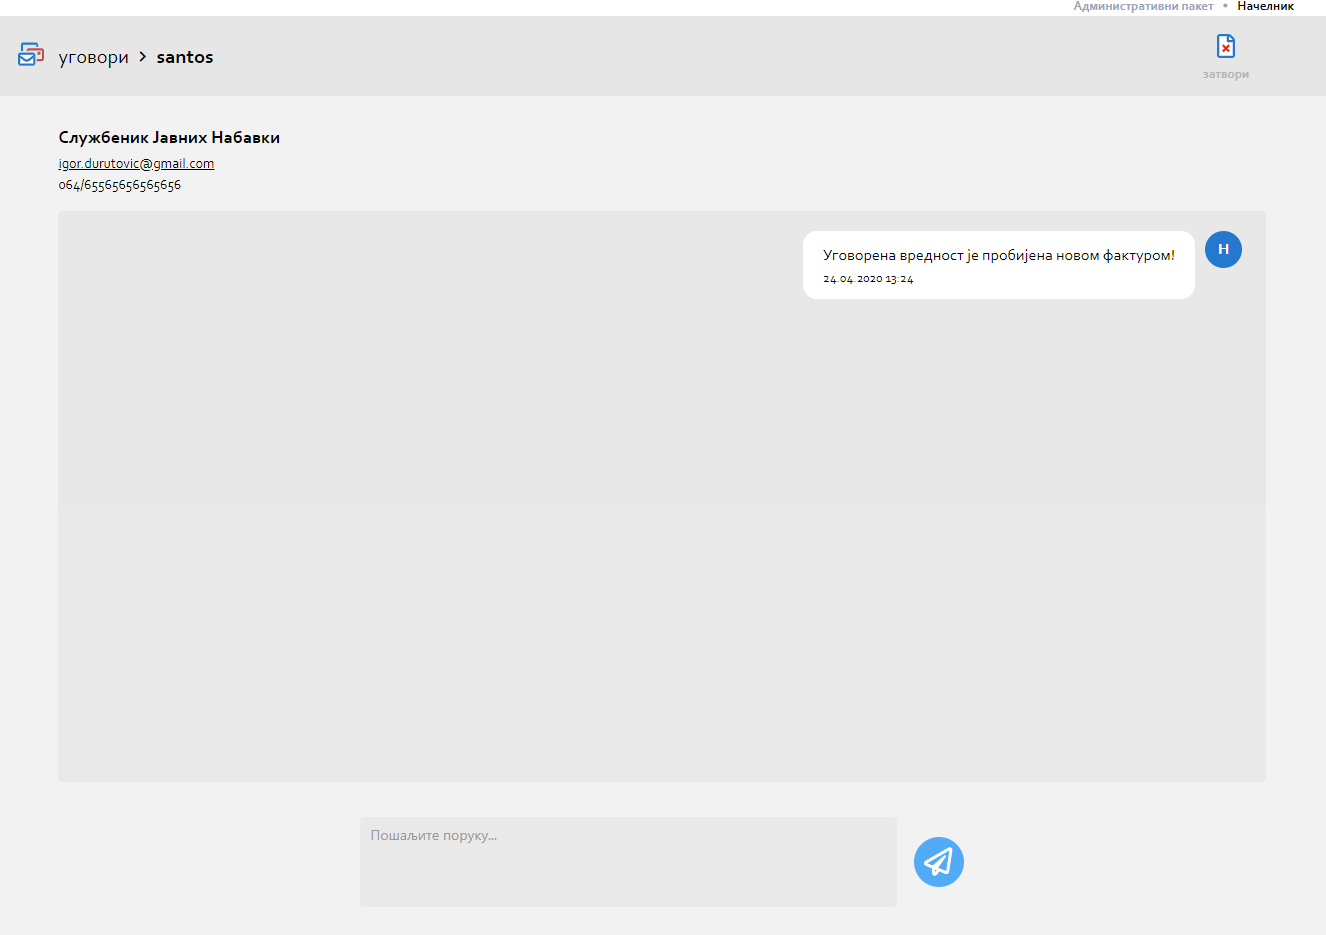 Административни пакет • Начелник
уговори > santos
затвори
Службеник Јавних Набавки
igor.durutovic@gmail.com
064/65565656565656
Уговорена вредност је пробијена новом фактуром!
24.04.2020 13:24
Н
Пошаљите поруку...